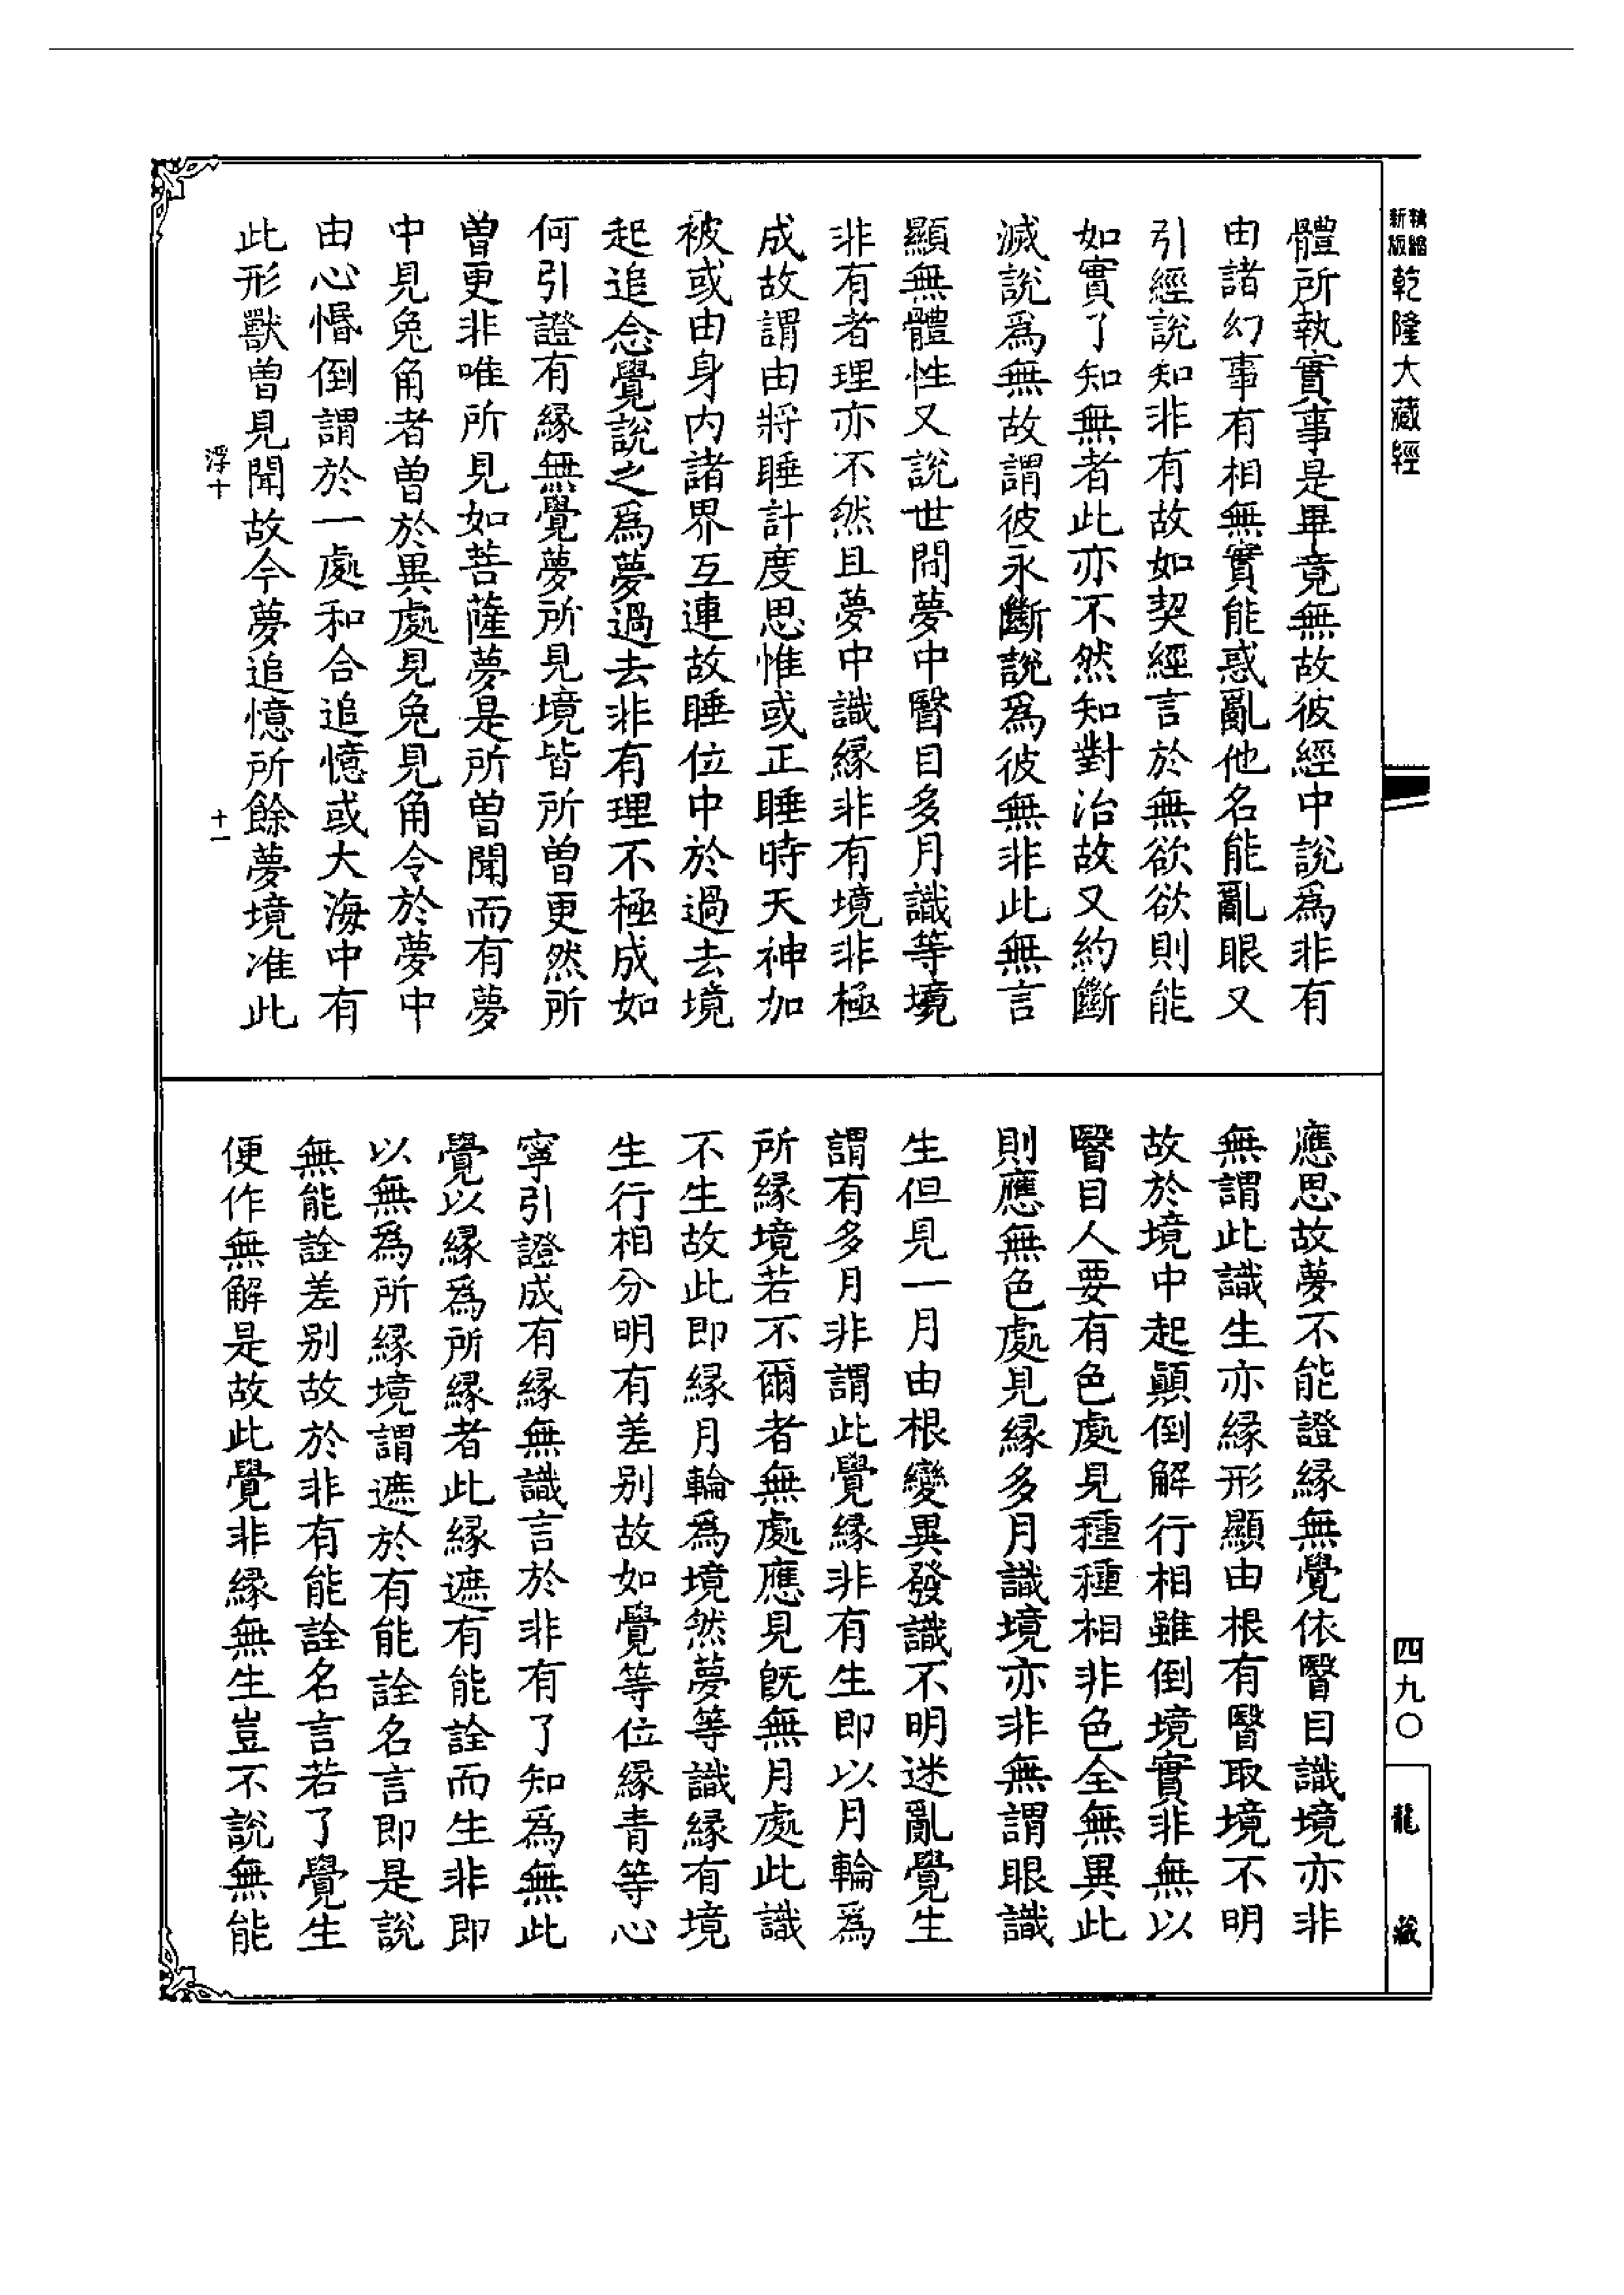 新版
乾隆大藏經
體所執實事是畢竟無故彼經中說爲非有
由諸幻事有相無實能惑亂他名能亂眼又
引經說知非有故如契經言於無欲欲則能
如實了知無者此亦不然知對治故又約斷
滅說爲無故謂彼永斷說爲彼無非此無言
顯無體性又說世間夢中瞖目多月識等境
非有者理亦不然且夢中識緣非有境非極
成故謂由將睡計度思惟或正睡時天神加
被或由身內諸界互連故睡位中於過去境
起追念覺說之爲夢過去非有理不極成如
何引證有緣無覺夢所見境皆所曾更然所
曾更非唯所見如菩薩夢是所曾聞而有夢
中見兔角者曾於異處見兔見角令於夢中
由心惛倒謂於一處和合追憶或大海中有
此形獸曾見聞故今夢追憶所餘夢境准此
浮十
十一
應思故夢不能證緣無覺依瞖目識境亦非
無謂此識生亦緣形顯由根有瞖取境不明
故於境中起顛倒解行相雖倒境實非無以
瞖目人要有色處見種種相非色全無異此
則應無色處見緣多月識境亦非無謂眼識
生但見一月由根變異發識不明迷亂覺生
謂有多月非謂此覺緣非有生即以月輪爲
所緣境若不爾者無處應見旣無月處此識
不生故此即緣月輪爲境然夢等識緣有境
生行相分明有差別故如覺等位緣青等心
寧引證成有緣無識言於非有了知爲無此
覺以緣爲所緣者此緣遮有能詮而生非即
以無爲所緣境謂遮於有能詮名言即是說
無能詮差別故於非有能詮名言若了覺生
便作無解是故此覺非緣無生豈不說無能
四九〇
龍藏